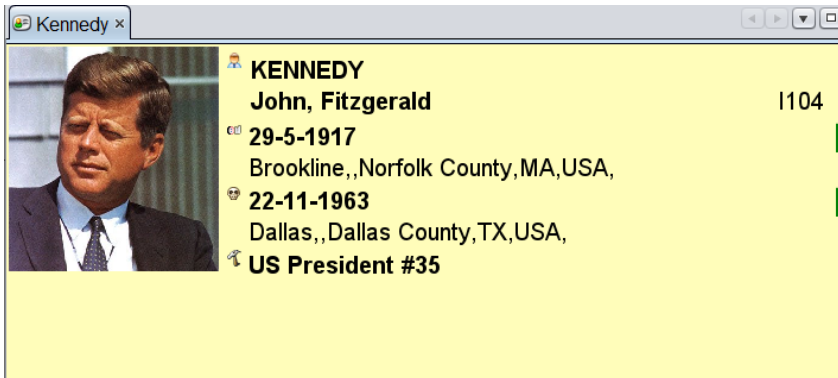 Kennedy
KENNEDY
John, Fitzgerald I104
29-5-1917
Brookline,,Norfolk County,MA,USA,
22-11-1963
Dallas,,Dallas County,TX,USA,
US President #35